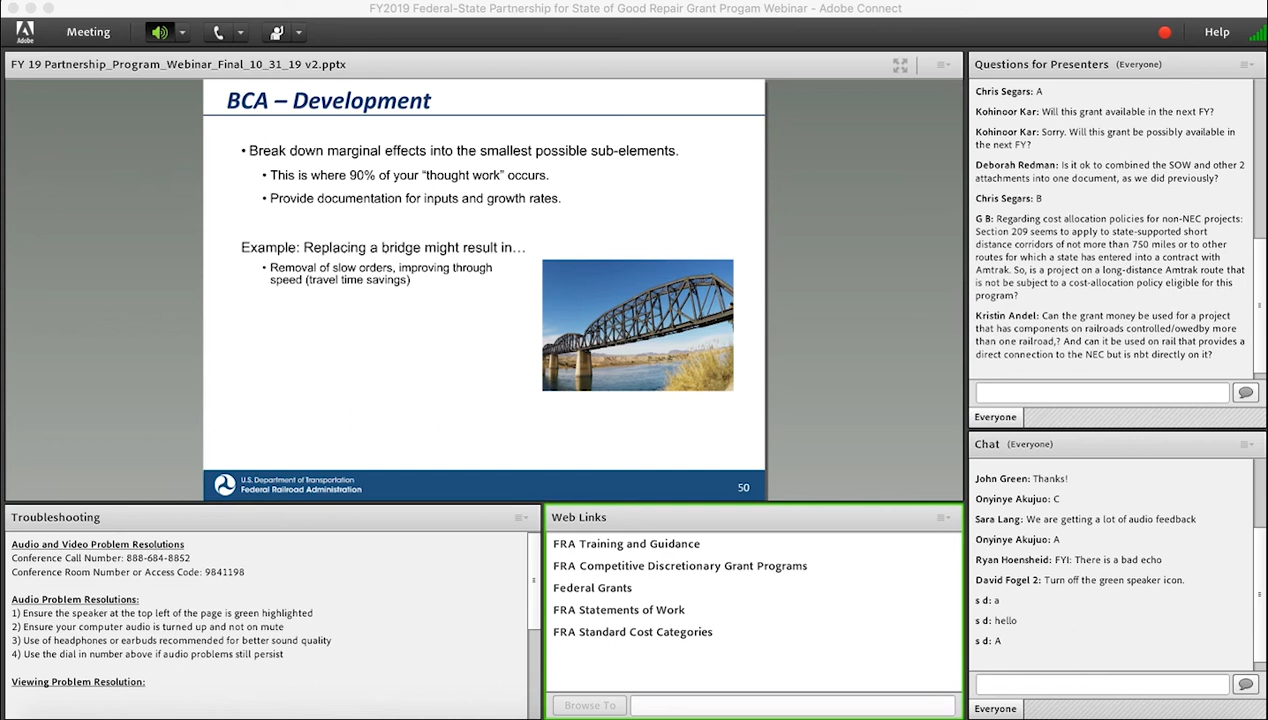 FY2019 Federal-State Partnership for State of Good Repair Grant Progam Webinar - Adobe Connect
Adobe
Meeting
Help
FY 19 Partnership_Program_Webinar_Final_10_31_19 v2.pptx
BCA – Development
• Break down marginal effects into the smallest possible sub-elements.
• This is where 90% of your “thought work” occurs.
• Provide documentation for inputs and growth rates.
Example: Replacing a bridge might result in…
• Removal of slow orders, improving through
speed (travel time savings)
U.S. Department of Transportation
Federal Railroad Administration
50
Questions for Presenters (Everyone)
Chris Segars: A
Kohinoor Kar: Will this grant available in the next FY?
Kohinoor Kar: Sorry. Will this grant be possibly available in
the next FY?
Deborah Redman: Is it ok to combined the SOW and other 2
attachments into one document, as we did previously?
Chris Segars: B
G B: Regarding cost allocation policies for non-NEC projects:
Section 209 seems to apply to state-supported short
distance corridors of not more than 750 miles or to other
routes for which a state has entered into a contract with
Amtrak. So, is a project on a long-distance Amtrak route that
is not be subject to a cost-allocation policy eligible for this
program?
Kristin Andel: Can the grant money be used for a project
that has components on railroads controlled/owedby more
than one railroad,? And can it be used on rail that provides a
direct connection to the NEC but is nbt directly on it?
Everyone
Chat (Everyone)
John Green: Thanks!
Onyinye Akujuo: C
Sara Lang: We are getting a lot of audio feedback
Onyinye Akujuo: A
Ryan Hoensheid: FYI: There is a bad echo
David Fogel 2: Turn off the green speaker icon.
s d: a
s d: hello
s d: A
Everyone
Troubleshooting
Audio and Video Problem Resolutions
Conference Call Number: 888-684-8852
Conference Room Number or Access Code: 9841198
Audio Problem Resolutions:
1) Ensure the speaker at the top left of the page is green highlighted
2) Ensure your computer audio is turned up and not on mute
3) Use of headphones or earbuds recommended for better sound quality
4) Use the dial in number above if audio problems still persist
Viewing Problem Resolution:
Web Links
FRA Training and Guidance
FRA Competitive Discretionary Grant Programs
Federal Grants
FRA Statements of Work
FRA Standard Cost Categories
Browse To